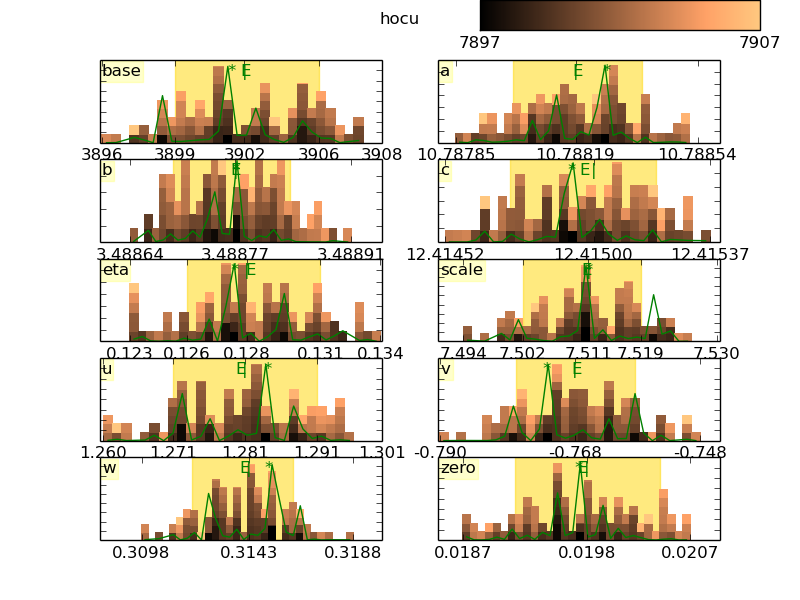 hocu
7897 7907
base * E a E *
3896 3899 3902 3906 3908 10.78785 10.78819 10.78854
b E c * E
3.48864 3.48877 3.48891 12.41452 12.41500 12.41537
eta * E scale E
0.123 0.126 0.128 0.131 0.134 7.494 7.502 7.511 7.519 7.530
u E * v * E
1.260 1.271 1.281 1.291 1.301 -0.790 -0.768 -0.748
w E * zero * E
0.3098 0.3143 0.3188 0.0187 0.0198 0.0207